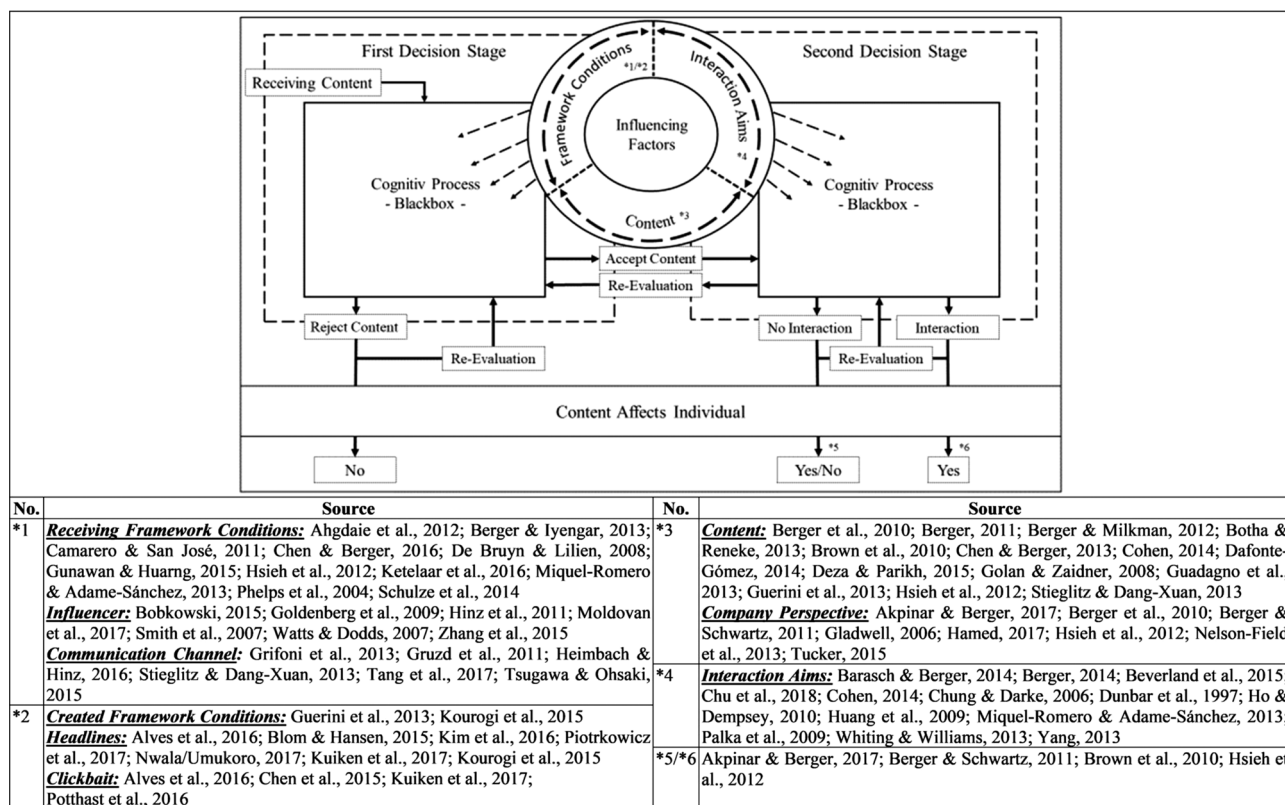 First Decision Stage
Second Decision Stage
Receiving Content
Framework Conditions
*1/*2
Interaction Aims
*4
Influencing
Factors
Content *3
Cognitiv Process
- Blackbox -
Cognitiv Process
- Blackbox -
Accept Content
Re-Evaluation
Reject Content
Re-Evaluation
No Interaction
Interaction
Re-Evaluation
Content Affects Individual
No
*5
Yes/No
*6
Yes
No.
Source
*1
Receiving Framework Conditions: Ahgdaie et al., 2012; Berger & Iyengar, 2013;
Camarero & San José, 2011; Chen & Berger, 2016; De Bruyn & Lilien, 2008;
Gunawan & Huarng, 2015; Hsieh et al., 2012; Ketelaar et al., 2016; Miquel-Romero
& Adame-Sánchez, 2013; Phelps et al., 2004; Schulze et al., 2014
Influencer: Bobkowski, 2015; Goldenberg et al., 2009; Hinz et al., 2011; Moldovan
et al., 2017; Smith et al., 2007; Watts & Dodds, 2007; Zhang et al., 2015
Communication Channel: Grifoni et al., 2013; Gruzd et al., 2011; Heimbach &
Hinz, 2016; Stieglitz & Dang-Xuan, 2013; Tang et al., 2017; Tsugawa & Ohsaki,
2015
*2
Created Framework Conditions: Guerini et al., 2013; Kourogi et al., 2015
Headlines: Alves et al., 2016; Blom & Hansen, 2015; Kim et al., 2016; Piotrkowicz
et al., 2017; Nwala/Umukoro, 2017; Kuiken et al., 2017; Kourogi et al., 2015
Clickbait: Alves et al., 2016; Chen et al., 2015; Kuiken et al., 2017;
Potthast et al., 2016
No.
Source
*3
Content: Berger et al., 2010; Berger, 2011; Berger & Milkman, 2012; Botha &
Reneke, 2013; Brown et al., 2010; Chen & Berger, 2013; Cohen, 2014; Dafonte-
Gómez, 2014; Deza & Parikh, 2015; Golan & Zaidner, 2008; Guadagno et al.,
2013; Guerini et al., 2013; Hsieh et al., 2012; Stieglitz & Dang-Xuan, 2013
Company Perspective: Akpinar & Berger, 2017; Berger et al., 2010; Berger &
Schwartz, 2011; Gladwell, 2006; Hamed, 2017; Hsieh et al., 2012; Nelson-Field
et al., 2013; Tucker, 2015
*4
Interaction Aims: Barasch & Berger, 2014; Berger, 2014; Beverland et al., 2015;
Chu et al., 2018; Cohen, 2014; Chung & Darke, 2006; Dunbar et al., 1997; Ho &
Dempsey, 2010; Huang et al., 2009; Miquel-Romero & Adame-Sánchez, 2013;
Palka et al., 2009; Whiting & Williams, 2013; Yang, 2013
*5/*6
Akpinar & Berger, 2017; Berger & Schwartz, 2011; Brown et al., 2010; Hsieh et
al., 2012